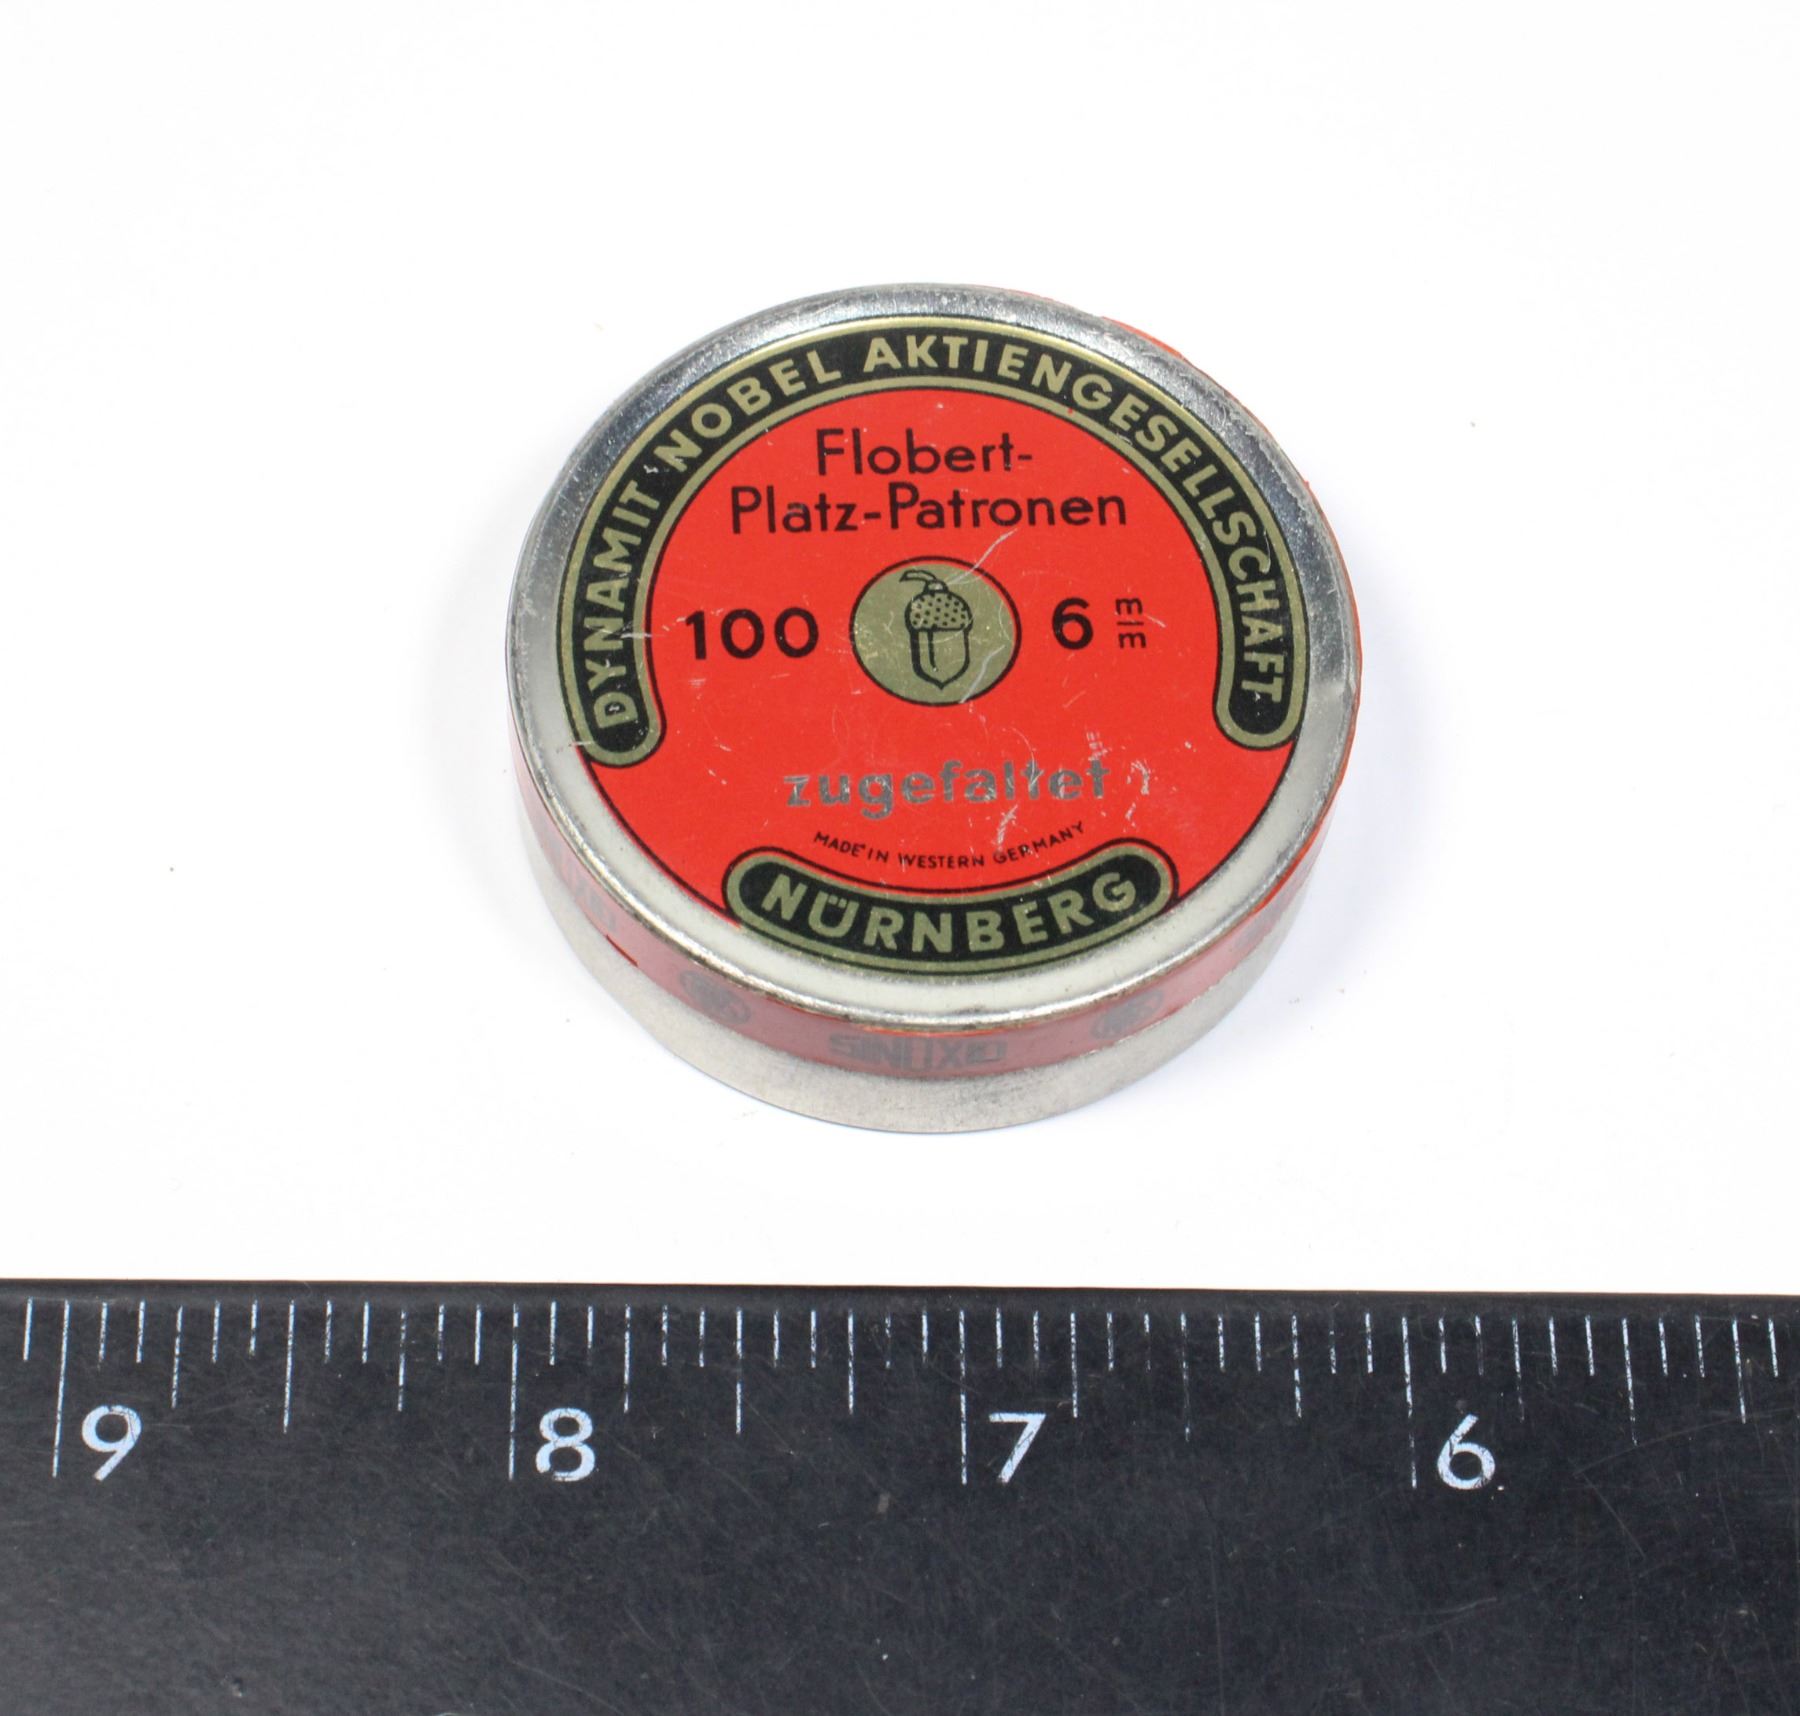 DYNAMIT NOBEL AKTIENGESELLSCHAFT
Flobert-
Platz-Patronen
100 6 m/m
zugefaltet
MADE IN WESTERN GERMANY
NÜRNBERG
SINOXID
9 8 7 6